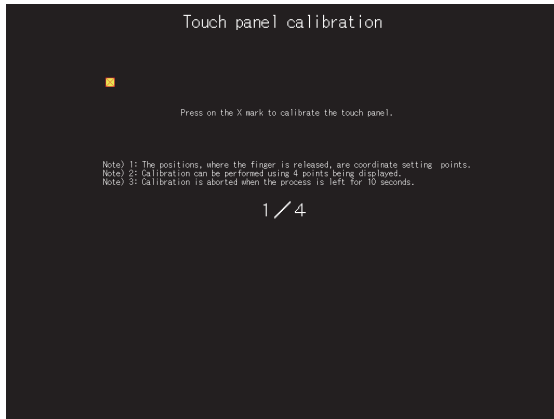 Touch panel calibration
Press on the X mark to calibrate the touch panel.
Note) 1: The positions, where the finger is released, are coordinate setting points.
Note) 2: Calibration can be performed using 4 points being displayed.
Note) 3: Calibration is aborted when the process is left for 10 seconds.
1/4